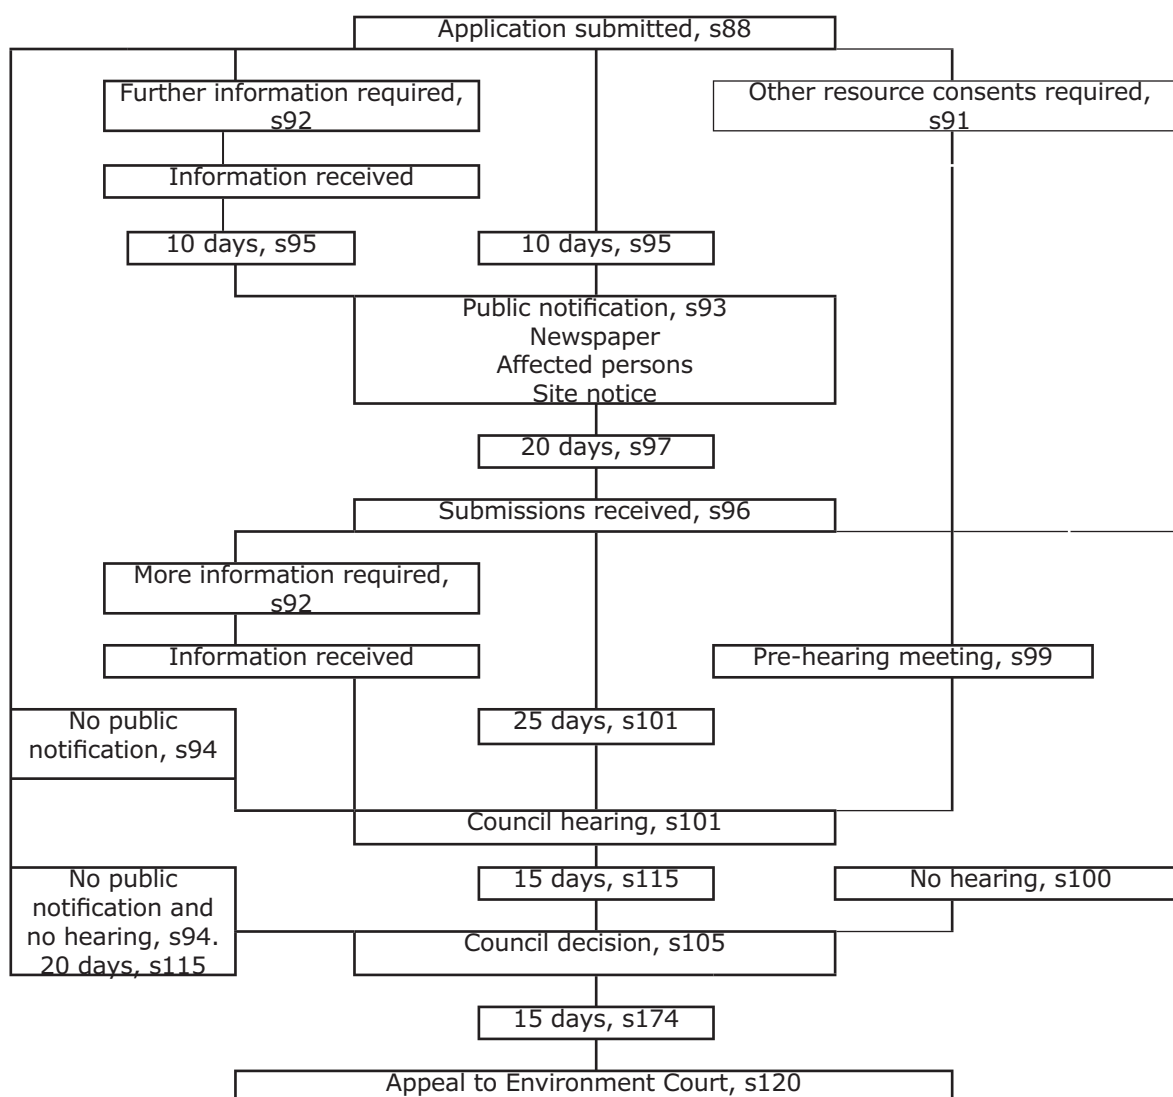 Application submitted, s88
Further information required,
s92
Other resource consents required,
s91
Information received
10 days, s95
10 days, s95
Public notification, s93
Newspaper
Affected persons
Site notice
20 days, s97
Submissions received, s96
More information required,
s92
Information received
Pre-hearing meeting, s99
No public
notification, s94
25 days, s101
Council hearing, s101
No public
notification and
no hearing, s94.
20 days, s115
15 days, s115
No hearing, s100
Council decision, s105
15 days, s174
Appeal to Environment Court, s120